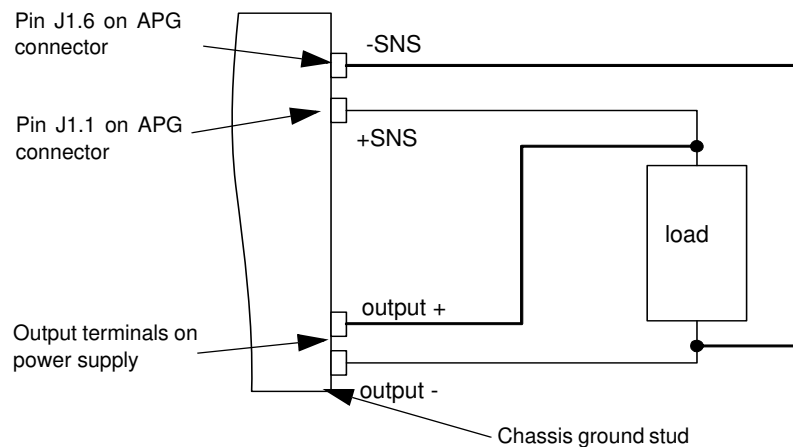 Pin J1.6 on APG
connector
-SNS
Pin J1.1 on APG
connector
+SNS
load
output +
Output terminals on
power supply
output -
Chassis ground stud